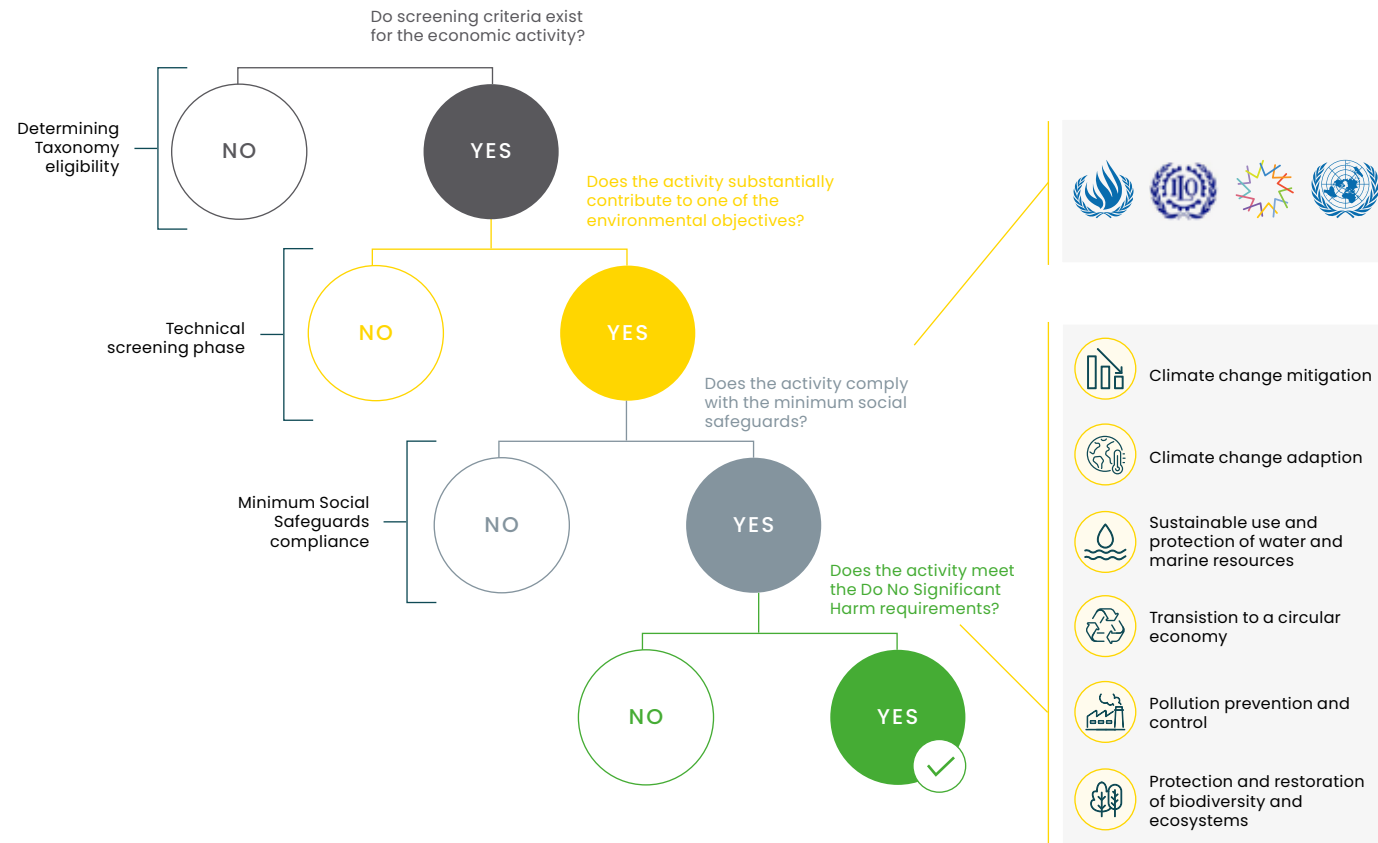 Do screening criteria exist
for the economic activity?
Determining
Taxonomy
eligibility
NO
YES
Does the activity substantially
contribute to one of the
environmental objectives?
Technical
screening phase
NO
YES
Does the activity comply
with the minimum social
safeguards?
Minimum Social
Safeguards
compliance
NO
YES
Does the activity meet
the Do No Significant
Harm requirements?
NO
YES
ILO
Climate change mitigation
Climate change adaption
Sustainable use and
protection of water and
marine resources
Transistion to a circular
economy
Pollution prevention and
control
Protection and restoration
of biodiversity and
ecosystems